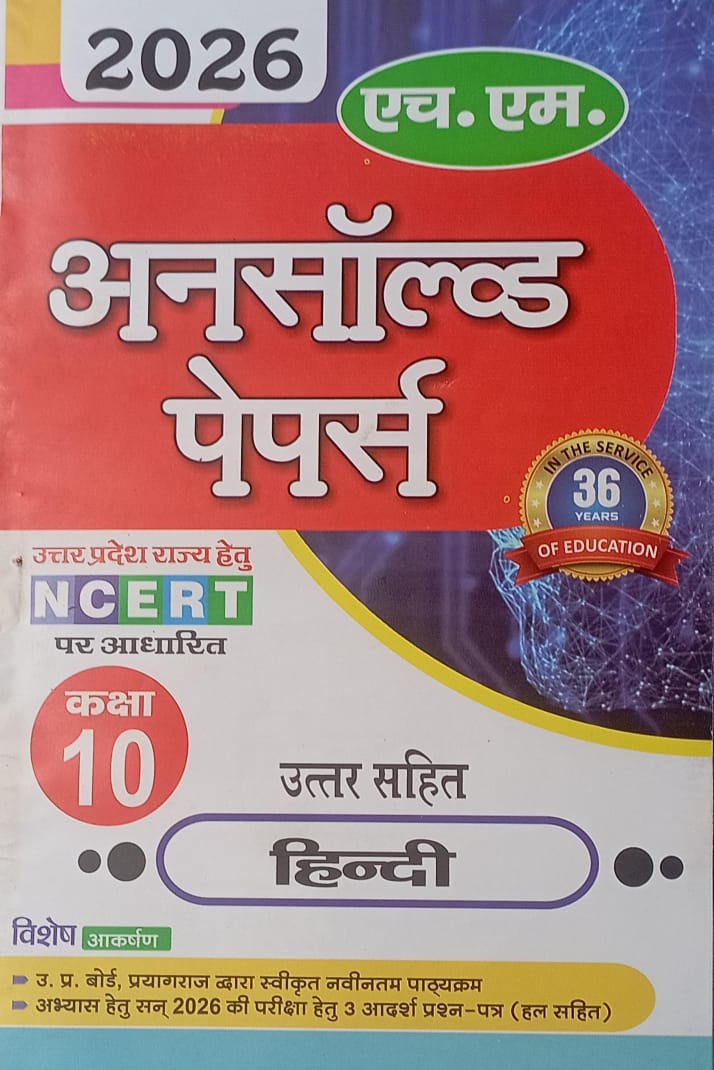 2026
एच. एम.
अनसॉल्व्ड
पेपर्स
IN THE SERVICE
36
YEARS
OF EDUCATION
उत्तर प्रदेश राज्य हेतु
NCERT
पर आधारित
कक्षा
10
उत्तर सहित
हिन्दी
विशेष आकर्षण
उ. प्र. बोर्ड, प्रयागराज द्वारा स्वीकृत नवीनतम पाठ्यक्रम
अभ्यास हेतु सन् 2026 की परीक्षा हेतु 3 आदर्श प्रश्न-पत्र (हल सहित)